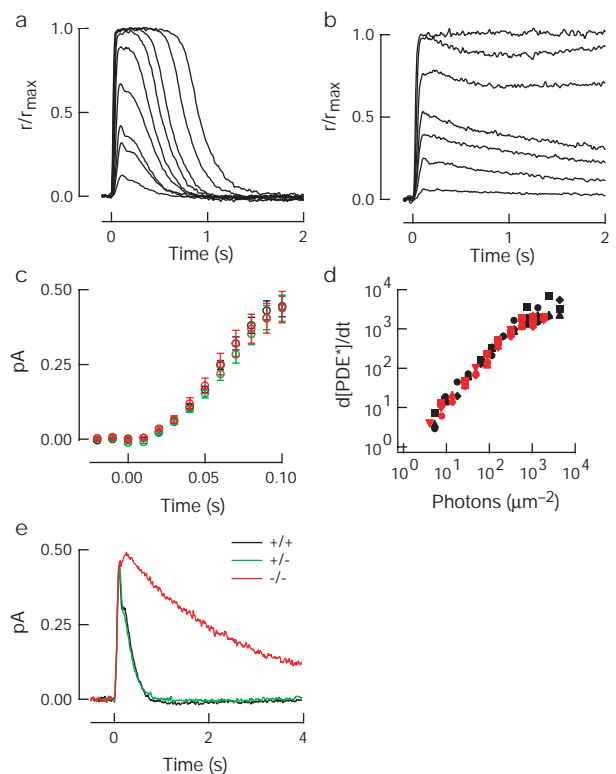 a
r/rmax
1.0
0.5
0.0
0
1
2
Time (s)
b
r/rmax
1.0
0.5
0.0
0
1
2
Time (s)
c
pA
0.50
0.25
0.00
0.00
0.05
0.10
Time (s)
d
d[PDE*]/dt
10⁴
10³
10²
10¹
10⁰
10⁰
10¹
10²
10³
10⁴
Photons (μm⁻²)
e
pA
0.50
0.25
0.00
+/+
+/-
-/-
0
2
4
Time (s)